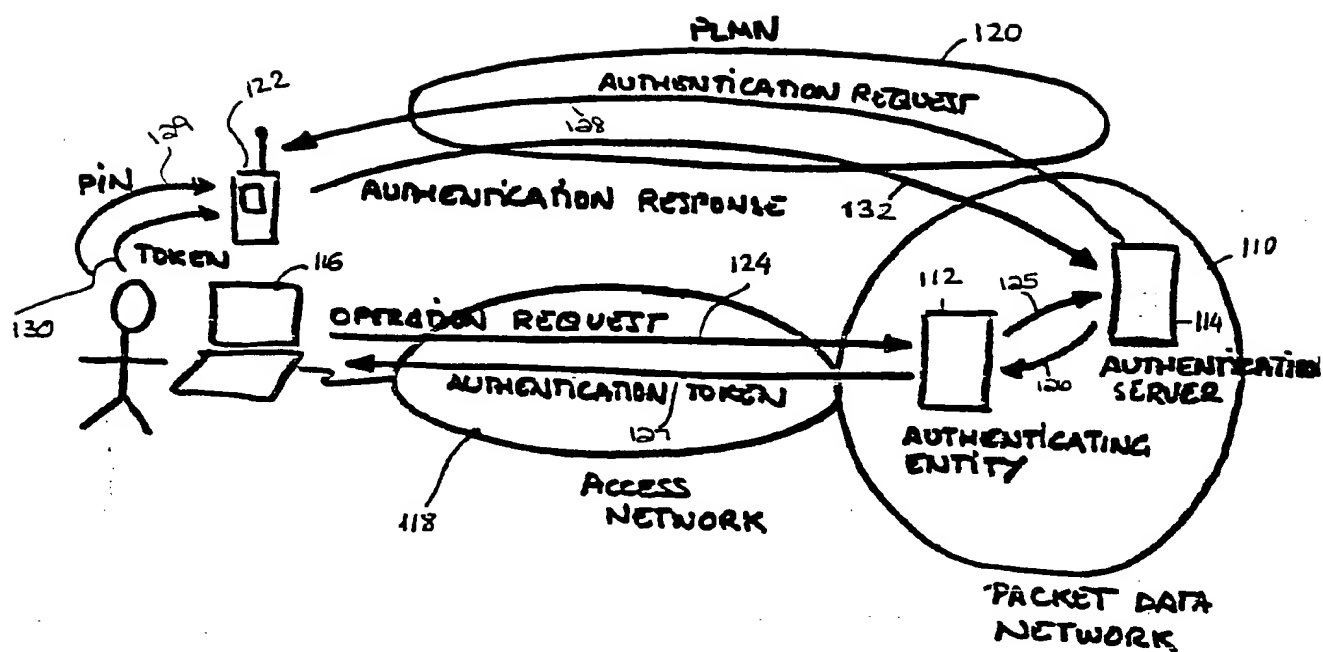 PLMN
120
AUTHENTICATION REQUEST
122
128
129
PIN
AUTHENTICATION RESPONSE
132
TOKEN
116
124
112
125
110
130
OPERATION REQUEST
114
AUTHENTICATION/TOKEN
127
120
AUTHENTICATION
SERVER
AUTHENTICATING
ENTITY
118
ACCESS
NETWORK
PACKET DATA
NETWORK